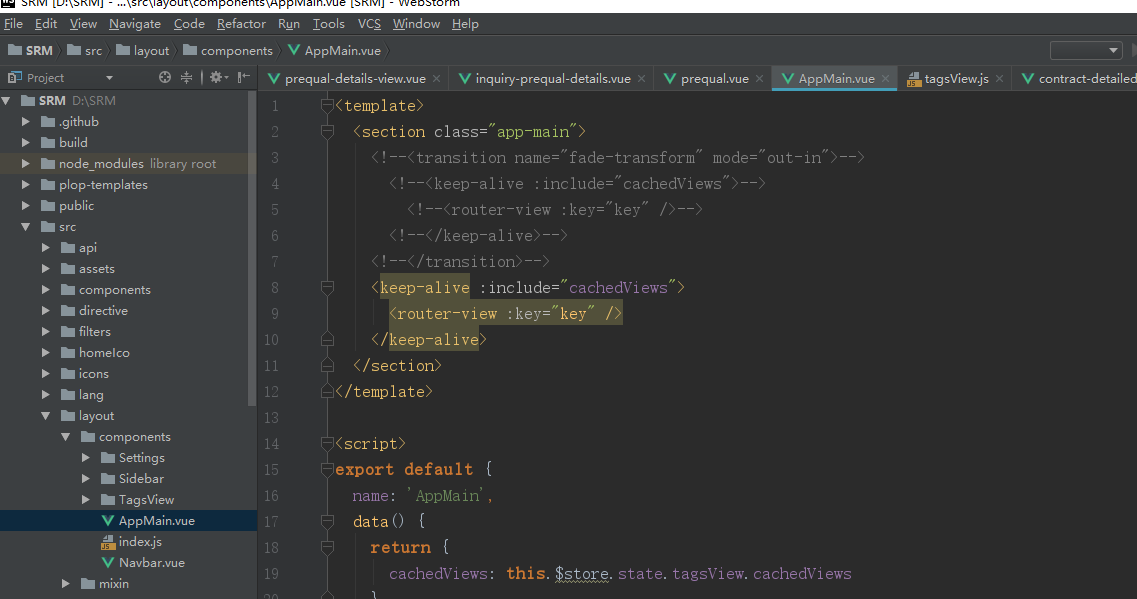 SRM [D:\SRM] - ...\src\layout\components\AppMain.vue [SRM] - WebStorm
File Edit View Navigate Code Refactor Run Tools VCS Window Help
SRM src layout components AppMain.vue
Project
prequal-details-view.vue inquiry-prequal-details.vue prequal.vue AppMain.vue tagsView.js contract-detailed
SRM D:\SRM
.github
build
node_modules library root
plop-templates
public
src
api
assets
components
directive
filters
homeIco
icons
lang
layout
components
Settings
Sidebar
TagsView
AppMain.vue
index.js
Navbar.vue
mixin
1 <template>
2 <section class="app-main">
3 <!--<transition name="fade-transform" mode="out-in">-->
4 <!--<keep-alive :include="cachedViews">-->
5 <!--<router-view :key="key" />-->
6 <!--</keep-alive>-->
7 <!--</transition>-->
8 <keep-alive :include="cachedViews">
9 <router-view :key="key" />
10 </keep-alive>
11 </section>
12 </template>
13
14 <script>
15 export default {
16 name: 'AppMain',
17 data() {
18 return {
19 cachedViews: this.$store.state.tagsView.cachedViews
20 }